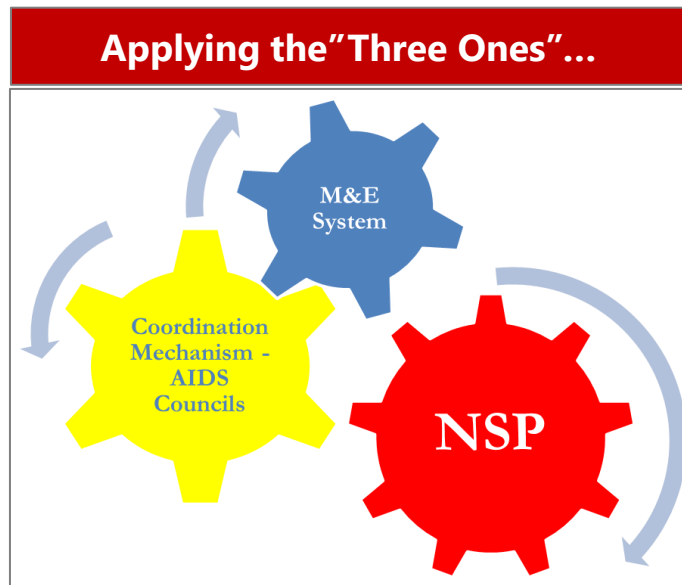 Applying the”Three Ones”…
M&E
System
Coordination
Mechanism -
AIDS
Councils
NSP